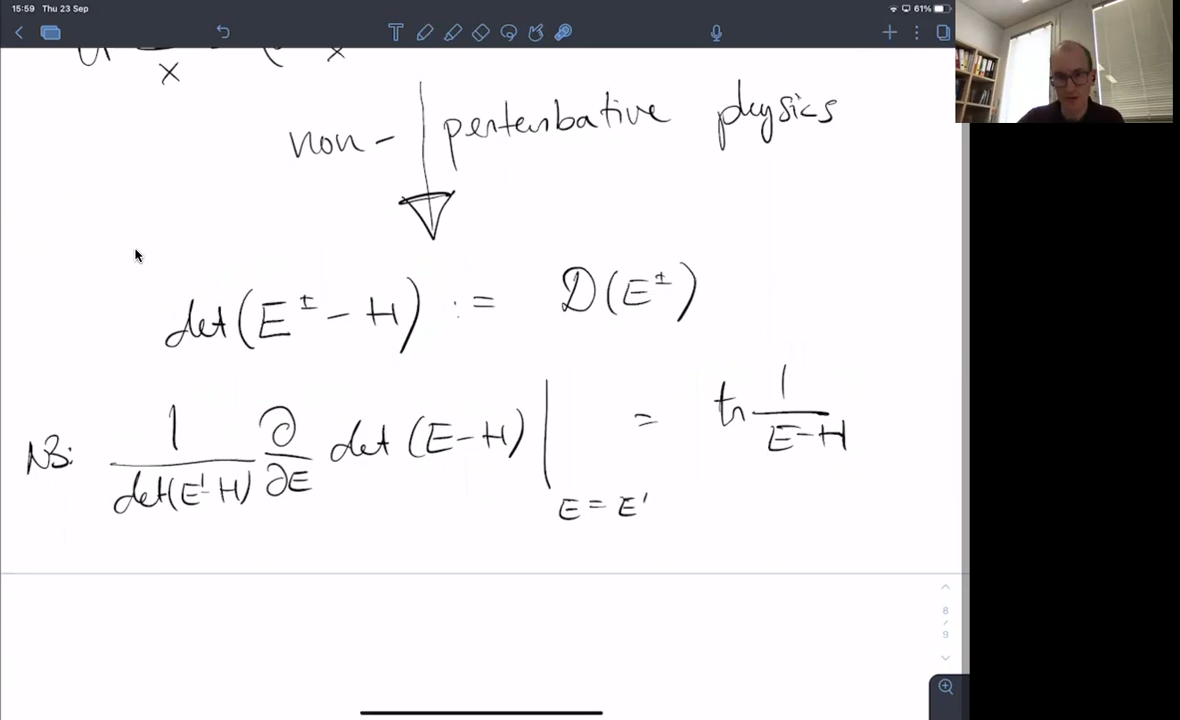 15:59 Thu 23 Sep 61%
x x
non-perturbative physics
det(E^± - H) := D(E^±)
NB: 1/det(E'-H) ∂/∂E det(E-H) |_{E=E'} = tr 1/(E-H)
8
/
9